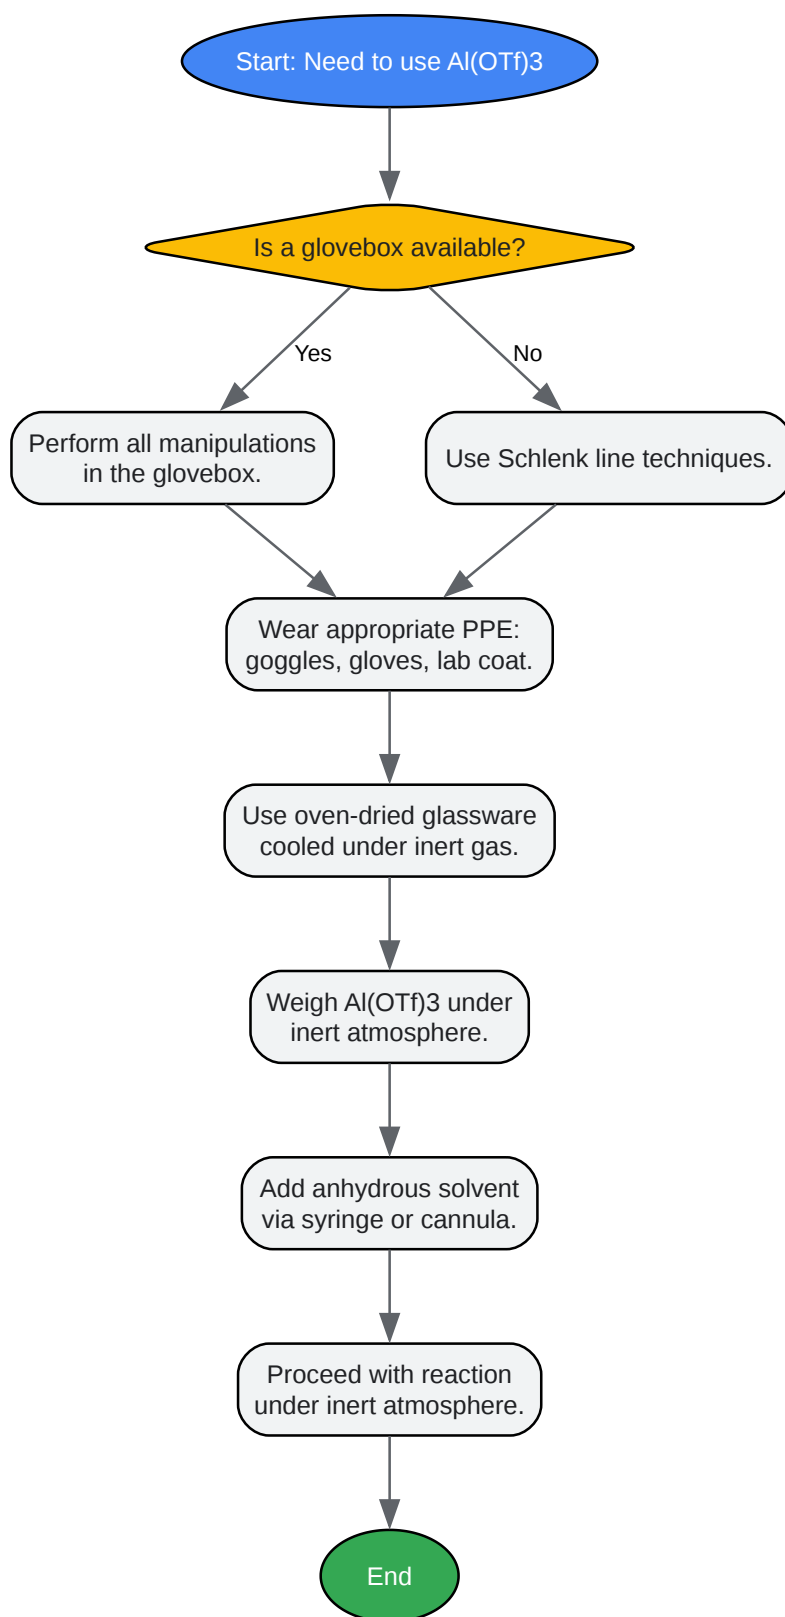 Start: Need to use Al(OTf)3
Is a glovebox available?
Yes
No
Perform all manipulations
in the glovebox.
Use Schlenk line techniques.
Wear appropriate PPE:
goggles, gloves, lab coat.
Use oven-dried glassware
cooled under inert gas.
Weigh Al(OTf)3 under
inert atmosphere.
Add anhydrous solvent
via syringe or cannula.
Proceed with reaction
under inert atmosphere.
End